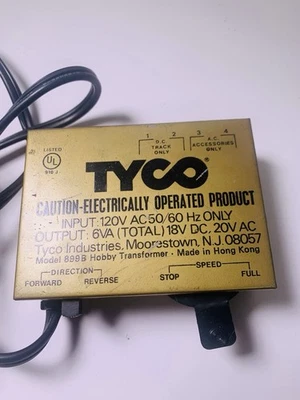 1 2 3 4
D.C. TRACK ONLY
A.C. ACCESSORIES ONLY
LISTED
UL
TYCO
CAUTION-ELECTRICALLY OPERATED PRODUCT
INPUT: 120V AC 50/60 Hz ONLY
OUTPUT: 6VA (TOTAL) 18V DC, 20V AC
Tyco Industries, Moorestown, N.J. 08057
Model 899B Hobby Transformer · Made in Hong Kong
DIRECTION SPEED
FORWARD REVERSE STOP FULL